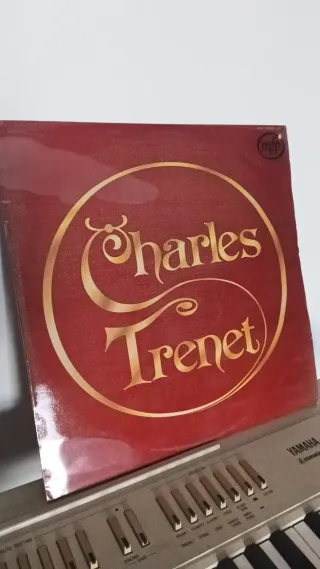 mfp
Charles
Trenet
YAMAHA